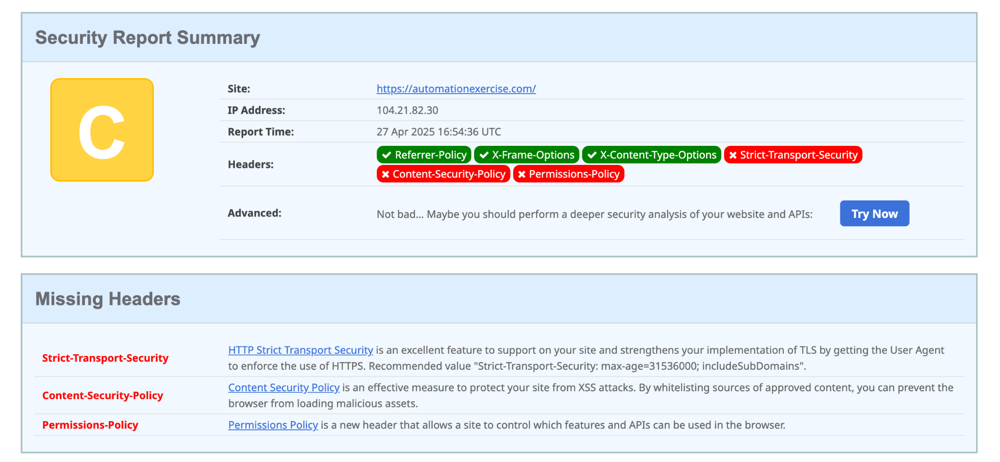 Security Report Summary
C
Site: https://automationexercise.com/
IP Address: 104.21.82.30
Report Time: 27 Apr 2025 16:54:36 UTC
Headers: Referrer-Policy X-Frame-Options X-Content-Type-Options Strict-Transport-Security
Content-Security-Policy Permissions-Policy
Advanced: Not bad... Maybe you should perform a deeper security analysis of your website and APIs: Try Now
Missing Headers
Strict-Transport-Security HTTP Strict Transport Security is an excellent feature to support on your site and strengthens your implementation of TLS by getting the User Agent
to enforce the use of HTTPS. Recommended value "Strict-Transport-Security: max-age=31536000; includeSubDomains".
Content-Security-Policy Content Security Policy is an effective measure to protect your site from XSS attacks. By whitelisting sources of approved content, you can prevent the
browser from loading malicious assets.
Permissions-Policy Permissions Policy is a new header that allows a site to control which features and APIs can be used in the browser.